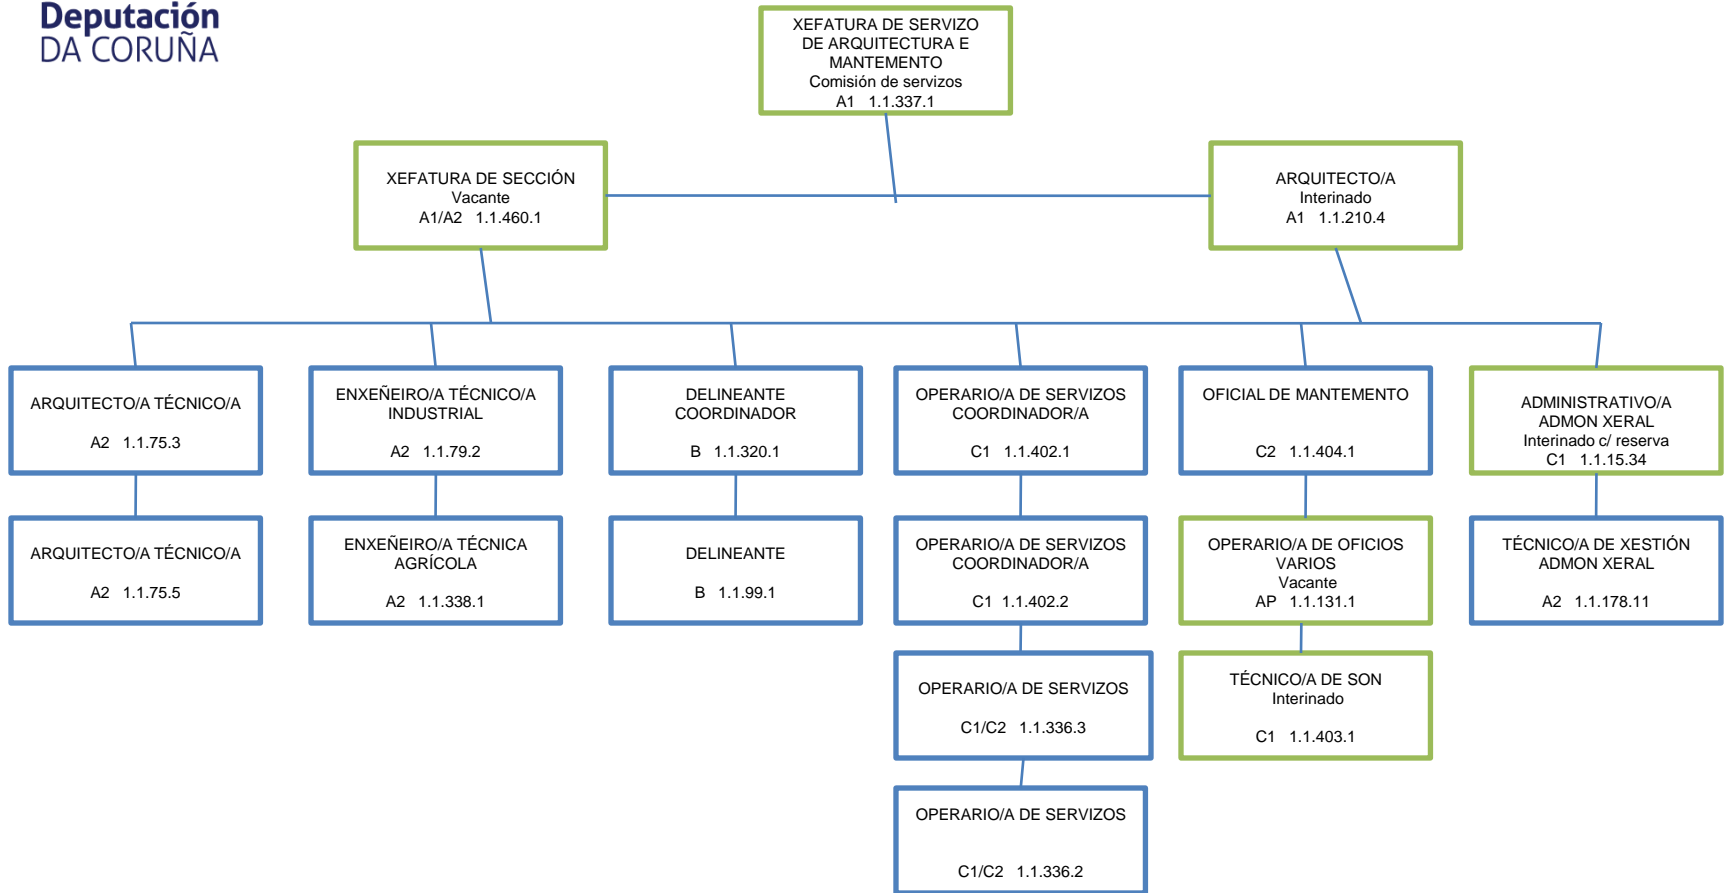 Deputación
DA CORUÑA
XEFATURA DE SERVIZO
DE ARQUITECTURA E
MANTEMENTO
Comisión de servizos
A1 1.1.337.1
XEFATURA DE SECCIÓN
Vacante
A1/A2 1.1.460.1
ARQUITECTO/A
Interinado
A1 1.1.210.4
ARQUITECTO/A TÉCNICO/A
A2 1.1.75.3
ENXEÑEIRO/A TÉCNICO/A
INDUSTRIAL
A2 1.1.79.2
DELINEANTE
COORDINADOR
B 1.1.320.1
OPERARIO/A DE SERVIZOS
COORDINADOR/A
C1 1.1.402.1
OFICIAL DE MANTEMENTO
C2 1.1.404.1
ADMINISTRATIVO/A
ADMON XERAL
Interinado c/ reserva
C1 1.1.15.34
ARQUITECTO/A TÉCNICO/A
A2 1.1.75.5
ENXEÑEIRO/A TÉCNICA
AGRÍCOLA
A2 1.1.338.1
DELINEANTE
B 1.1.99.1
OPERARIO/A DE SERVIZOS
COORDINADOR/A
C1 1.1.402.2
OPERARIO/A DE OFICIOS
VARIOS
Vacante
AP 1.1.131.1
TÉCNICO/A DE XESTIÓN
ADMON XERAL
A2 1.1.178.11
OPERARIO/A DE SERVIZOS
C1/C2 1.1.336.3
TÉCNICO/A DE SON
Interinado
C1 1.1.403.1
OPERARIO/A DE SERVIZOS
C1/C2 1.1.336.2